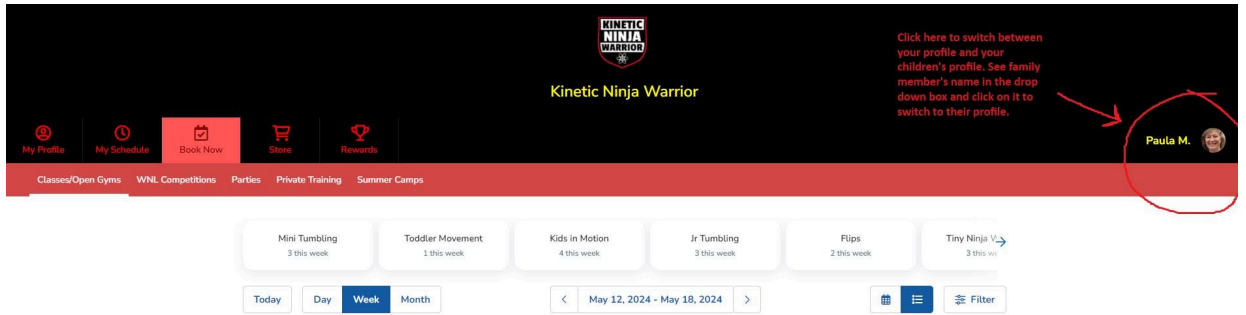 KINETIC
NINJA
WARRIOR
Kinetic Ninja Warrior
Click here to switch between
your profile and your
children's profile. See family
member's name in the drop
down box and click on it to
switch to their profile.
Paula M.
My Profile
My Schedule
Book Now
Store
Rewards
Classes/Open Gyms
WNL Competitions
Parties
Private Training
Summer Camps
Mini Tumbling
3 this week
Toddler Movement
1 this week
Kids in Motion
4 this week
Jr Tumbling
3 this week
Flips
2 this week
Tiny Ninja
3 this
Today
Day
Week
Month
May 12, 2024 - May 18, 2024
Filter